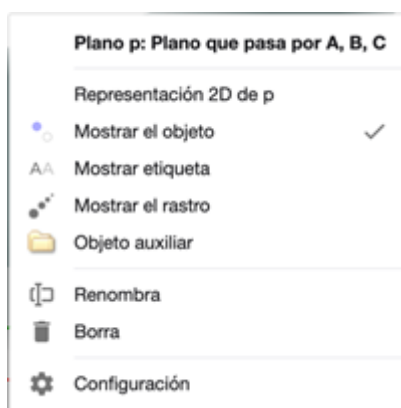 Plano p: Plano que pasa por A, B, C
Representación 2D de p
Mostrar el objeto
AA Mostrar etiqueta
Mostrar el rastro
Objeto auxiliar
Renombra
Borra
Configuración